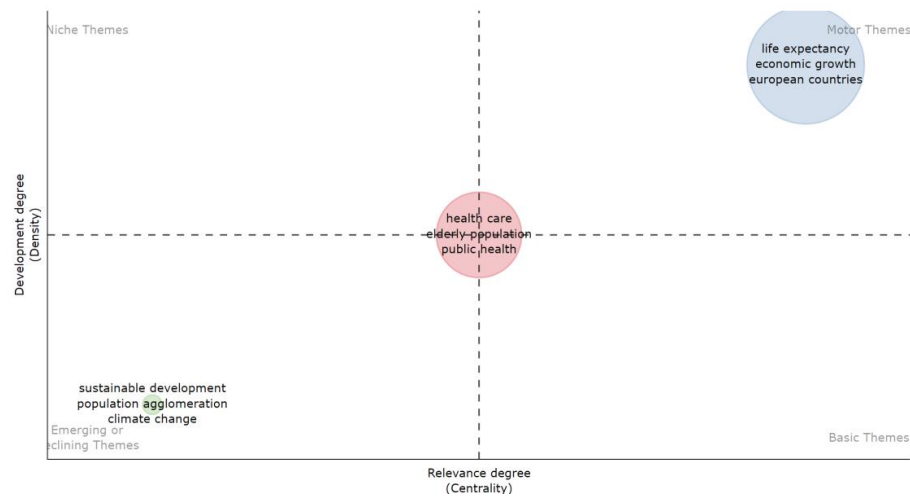 Niche Themes
Motor Themes
life expectancy
economic growth
european countries
Development degree
(Density)
health care
elderly population
public health
sustainable development
population agglomeration
climate change
Emerging or
clining Themes
Basic Themes
Relevance degree
(Centrality)